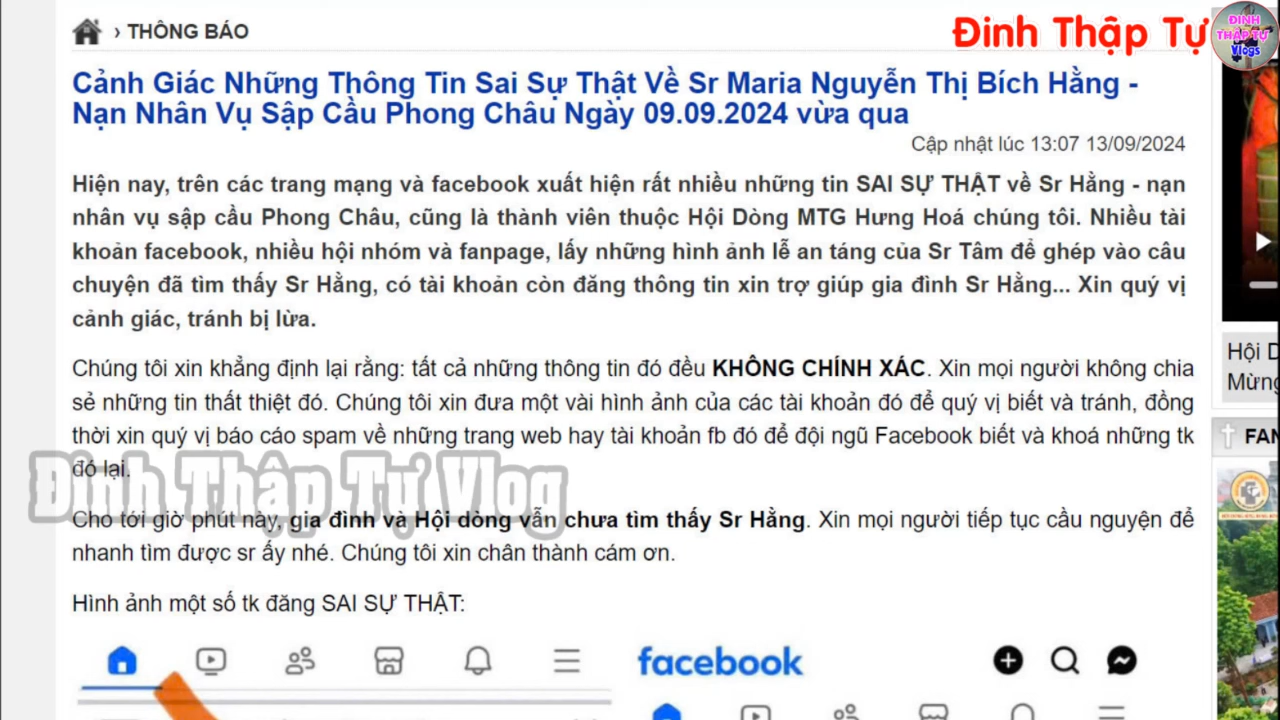 › THÔNG BÁO
Đinh Thập Tự
ĐINH
THẬP TỰ
Vlogs
Cảnh Giác Những Thông Tin Sai Sự Thật Về Sr Maria Nguyễn Thị Bích Hằng -
Nạn Nhân Vụ Sập Cầu Phong Châu Ngày 09.09.2024 vừa qua
Cập nhật lúc 13:07 13/09/2024
Hiện nay, trên các trang mạng và facebook xuất hiện rất nhiều những tin SAI SỰ THẬT về Sr Hằng - nạn
nhân vụ sập cầu Phong Châu, cũng là thành viên thuộc Hội Dòng MTG Hưng Hoá chúng tôi. Nhiều tài
khoản facebook, nhiều hội nhóm và fanpage, lấy những hình ảnh lễ an táng của Sr Tâm để ghép vào câu
chuyện đã tìm thấy Sr Hằng, có tài khoản còn đăng thông tin xin trợ giúp gia đình Sr Hằng... Xin quý vị
cảnh giác, tránh bị lừa.
Chúng tôi xin khẳng định lại rằng: tất cả những thông tin đó đều KHÔNG CHÍNH XÁC. Xin mọi người không chia
sẻ những tin thất thiệt đó. Chúng tôi xin đưa một vài hình ảnh của các tài khoản đó để quý vị biết và tránh, đồng
thời xin quý vị báo cáo spam về những trang web hay tài khoản fb đó để đội ngũ Facebook biết và khoá những tk
đó lại.
Đinh Thập Tự Vlog
Cho tới giờ phút này, gia đình và Hội dòng vẫn chưa tìm thấy Sr Hằng. Xin mọi người tiếp tục cầu nguyện để
nhanh tìm được sr ấy nhé. Chúng tôi xin chân thành cám ơn.
Hình ảnh một số tk đăng SAI SỰ THẬT:
facebook
Hội
Mừng
FAN